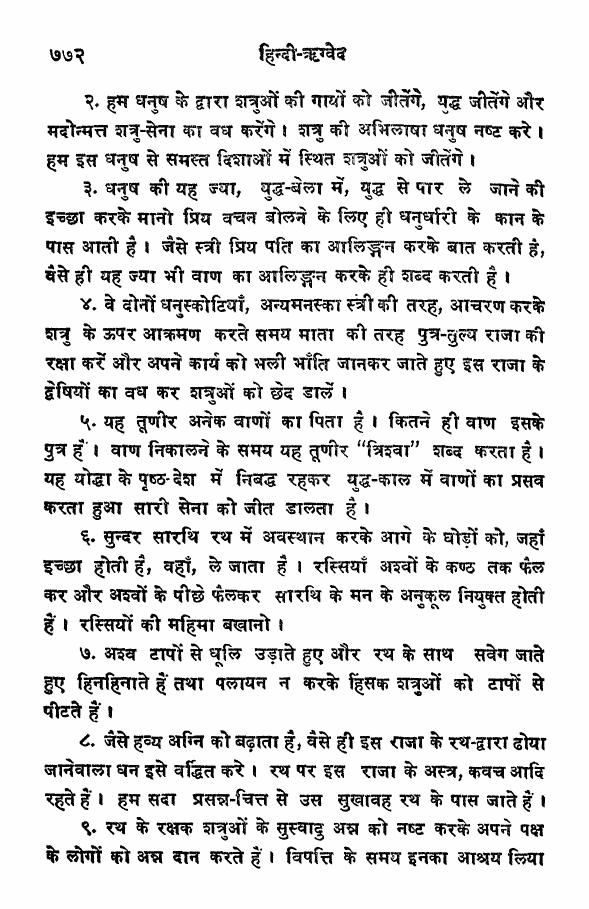 ७७२ हिन्दी-ऋग्वेद
२. हम धनुष के द्वारा शत्रुओं की गायों को जीतेंगे, युद्ध जीतेंगे और
मदोन्मत्त शत्रु-सेना का वध करेंगे। शत्रु की अभिलाषा धनुष नष्ट करे।
हम इस धनुष से समस्त दिशाओं में स्थित शत्रुओं को जीतेंगे।
३. धनुष की यह ज्या, युद्ध-बेला में, युद्ध से पार ले जाने की
इच्छा करके मानो प्रिय वचन बोलने के लिए ही धनुर्धारी के कान के
पास आती है। जैसे स्त्री प्रिय पति का आलिङ्गन करके बात करती है,
वैसे ही यह ज्या भी वाण का आलिङ्गन करके ही शब्द करती है।
४. वे दोनों धनुस्कोटियाँ, अन्यमनस्का स्त्री की तरह, आचरण करके
शत्रु के ऊपर आक्रमण करते समय माता की तरह पुत्र-तुल्य राजा की
रक्षा करें और अपने कार्य को भली भाँति जानकर जाते हुए इस राजा के
द्वेषियों का वध कर शत्रुओं को छेद डालें।
५. यह तूणीर अनेक वाणों का पिता है। कितने ही वाण इसके
पुत्र हैं। वाण निकालने के समय यह तूणीर “त्रिश्वा” शब्द करता है।
यह योद्धा के पृष्ठ-देश में निबद्ध रहकर युद्ध-काल में वाणों का प्रसव
करता हुआ सारी सेना को जीत डालता है।
६. सुन्दर सारथि रथ में अवस्थान करके आगे के घोड़ों को, जहाँ
इच्छा होती है, वहाँ, ले जाता है। रस्सियाँ अश्वों के कण्ठ तक फैल
कर और अश्वों के पीछे फैलकर सारथि के मन के अनुकूल नियुक्त होती
हैं। रस्सियों की महिमा बखानो।
७. अश्व टापों से धूलि उड़ाते हुए और रथ के साथ सवेग जाते
हुए हिनहिनाते हैं तथा पलायन न करके हिंसक शत्रुओं को टापों से
पीटते हैं।
८. जैसे हव्य अग्नि को बढ़ाता है, वैसे ही इस राजा के रथ-द्वारा ढोया
जानेवाला धन इसे वर्द्धित करे। रथ पर इस राजा के अस्त्र, कवच आदि
रहते हैं। हम सदा प्रसन्न-चित्त से उस सुखावह रथ के पास जाते हैं।
९. रथ के रक्षक शत्रुओं के सुस्वादु अन्न को नष्ट करके अपने पक्ष
के लोगों को अन्न दान करते हैं। विपत्ति के समय इनका आश्रय लिया